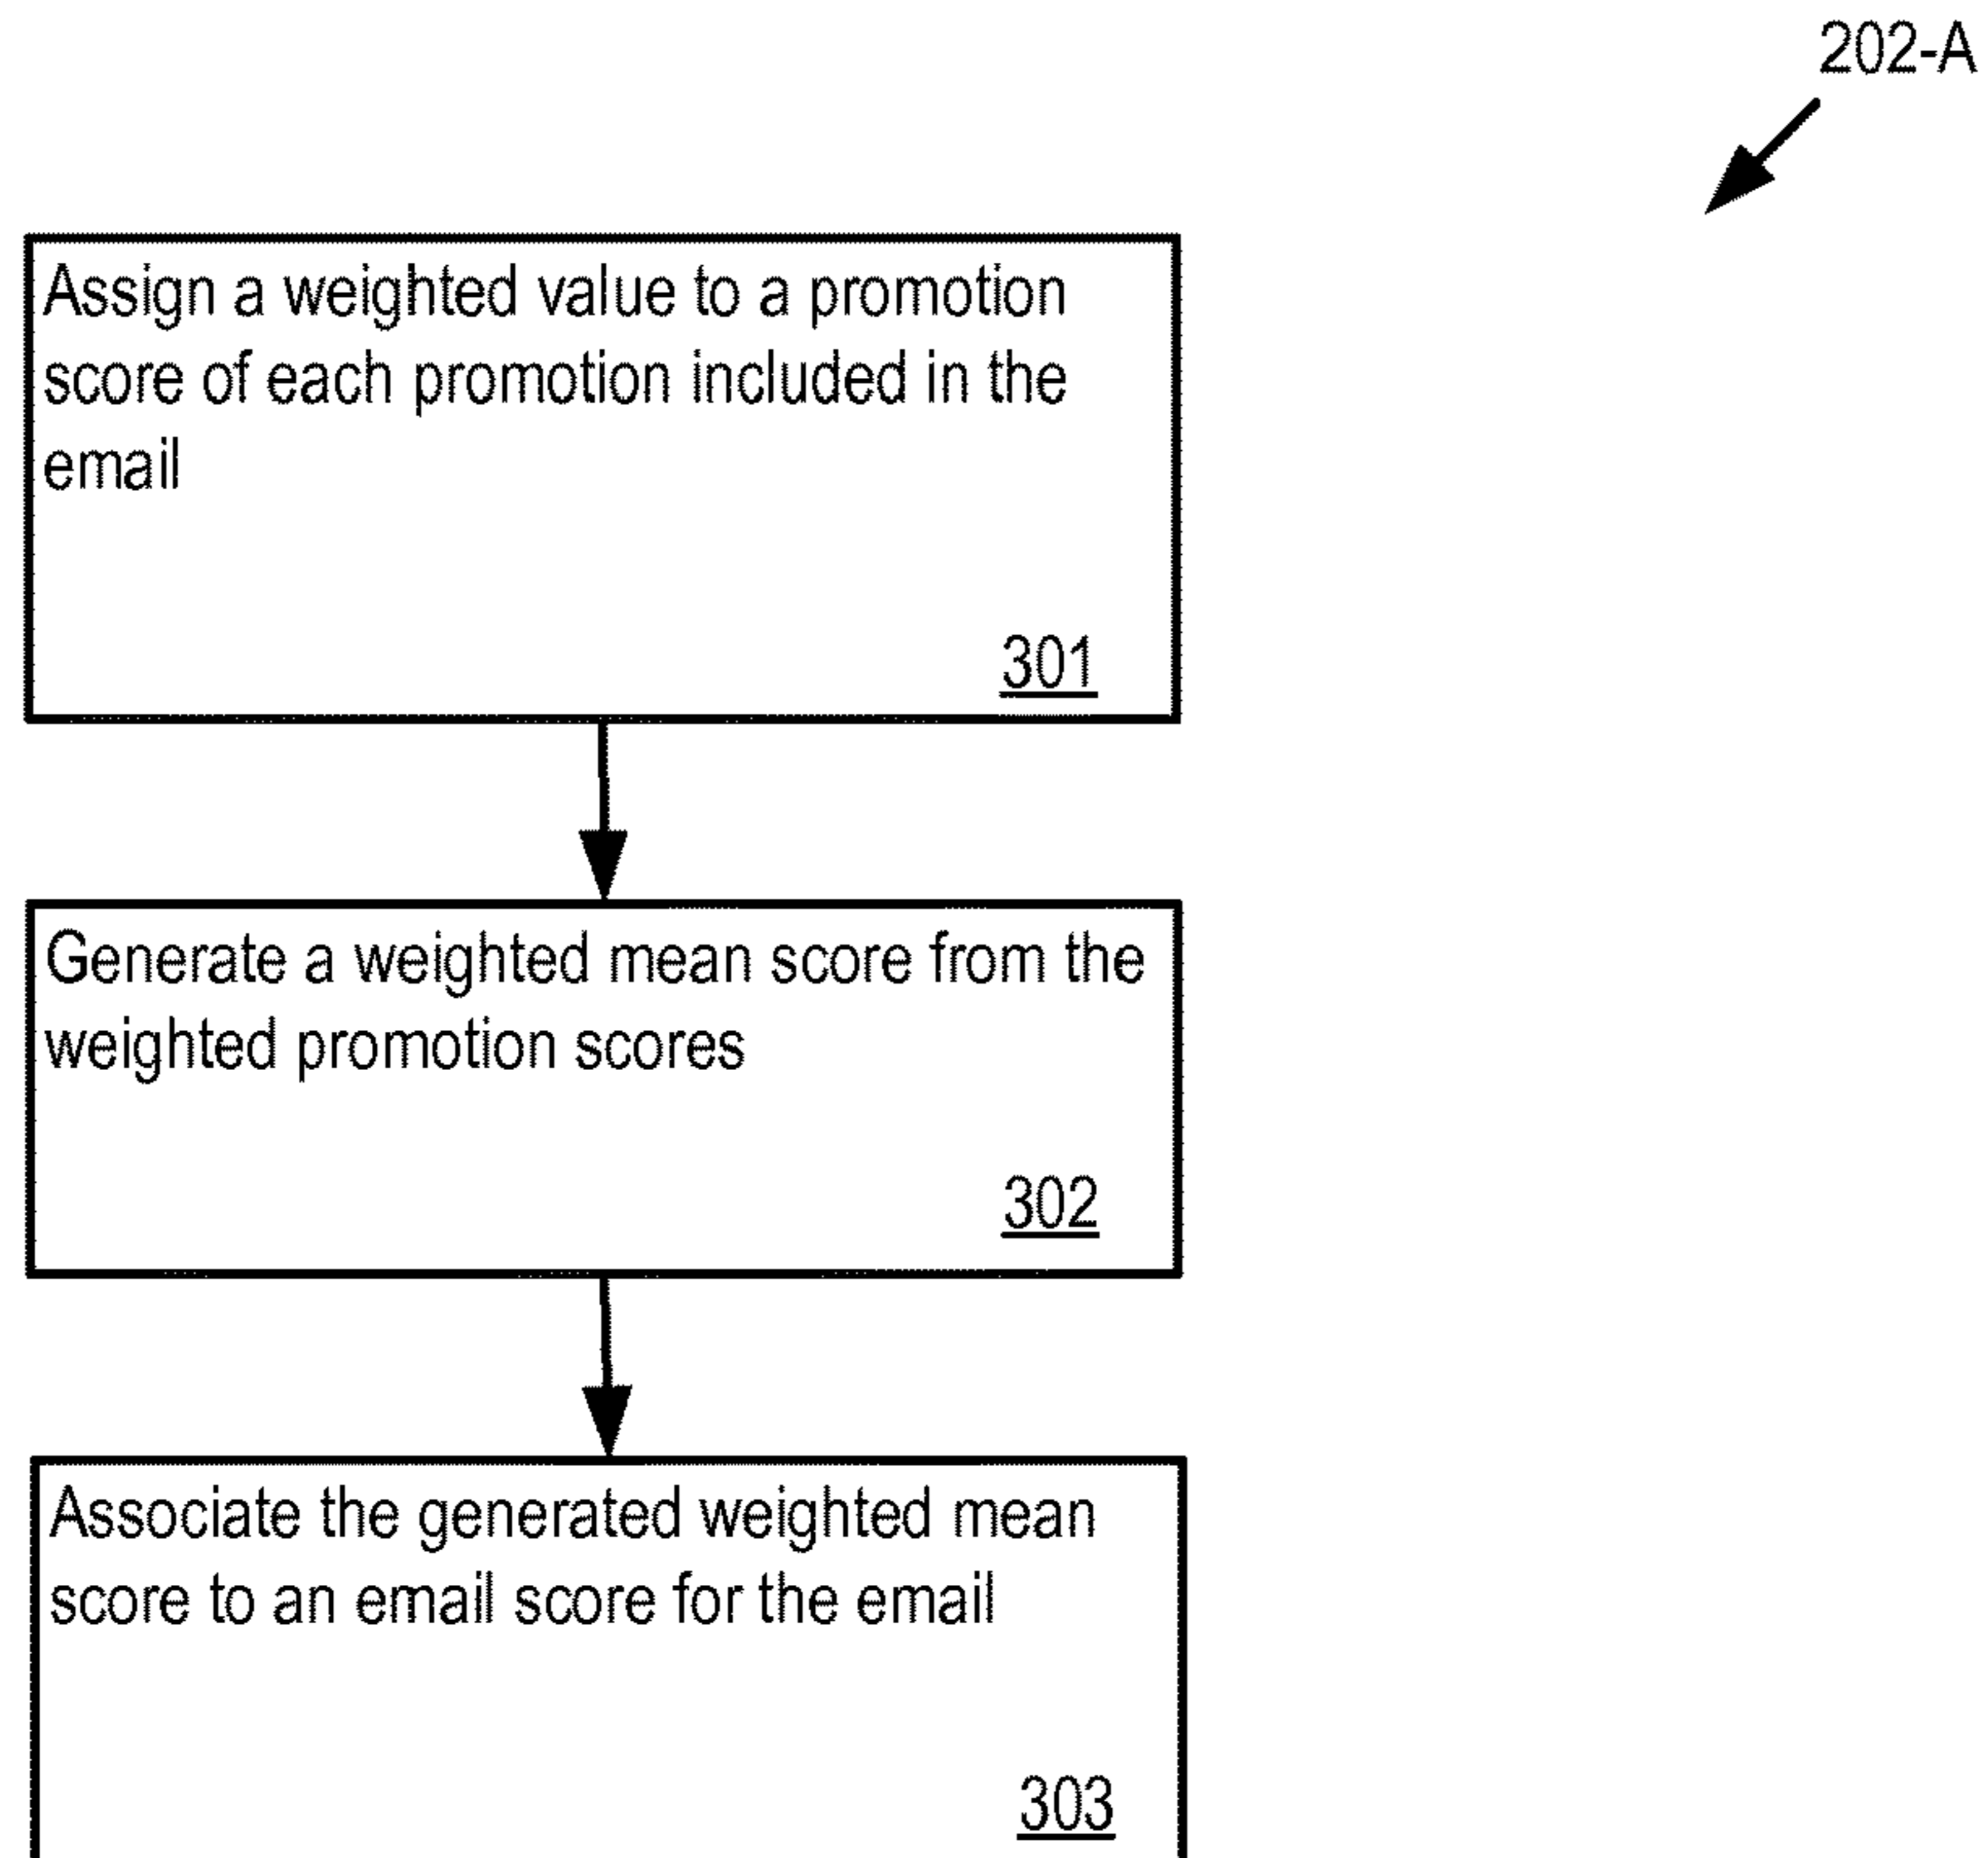 202-A
Assign a weighted value to a promotion
score of each promotion included in the
email
301
Generate a weighted mean score from the
weighted promotion scores
302
Associate the generated weighted mean
score to an email score for the email
303